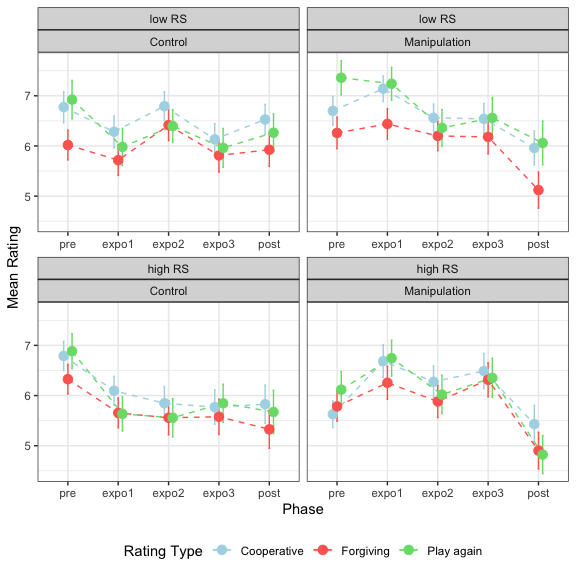 low RS
low RS
Control
Manipulation
7
6
5
pre expo1 expo2 expo3 post
pre expo1 expo2 expo3 post
high RS
high RS
Control
Manipulation
7
6
5
pre expo1 expo2 expo3 post
pre expo1 expo2 expo3 post
Mean Rating
Phase
Rating Type Cooperative Forgiving Play again